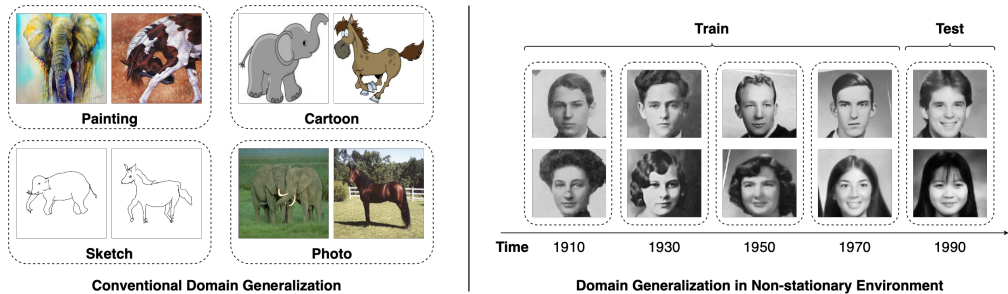 Painting
Cartoon
Sketch
Photo
Conventional Domain Generalization
Train
Test
Time 1910 1930 1950 1970 1990
Domain Generalization in Non-stationary Environment